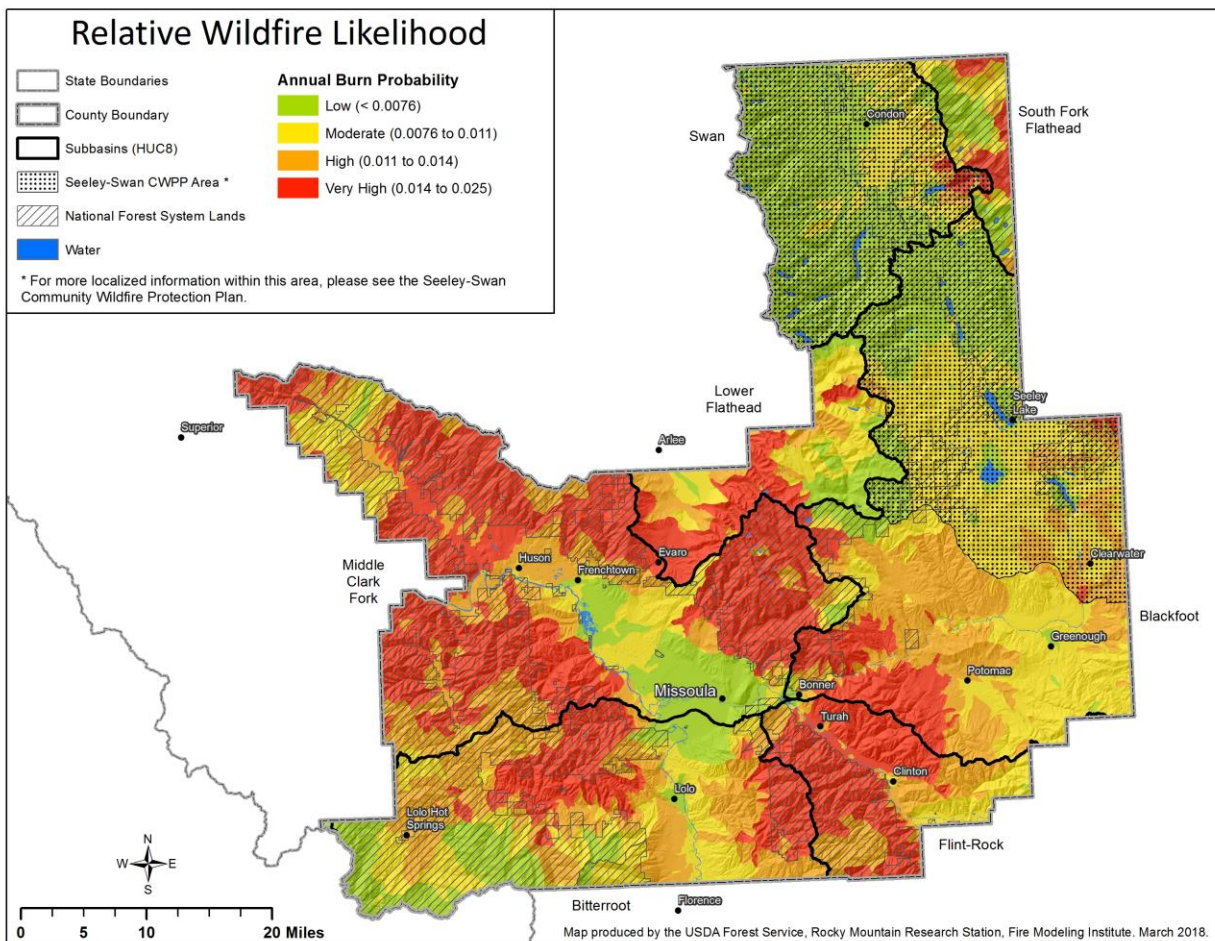 Relative Wildfire Likelihood
State Boundaries
County Boundary
Subbasins (HUC8)
Seeley-Swan CWPP Area *
National Forest System Lands
Water
Annual Burn Probability
Low (< 0.0076)
Moderate (0.0076 to 0.011)
High (0.011 to 0.014)
Very High (0.014 to 0.025)
* For more localized information within this area, please see the Seeley-Swan
Community Wildfire Protection Plan.
Swan
Condon
South Fork
Flathead
Lower
Flathead
Seeley
Lake
Superior
Arlee
Middle
Clark
Fork
Huson
Frenchtown
Evaro
Clearwater
Blackfoot
Greenough
Potomac
Missoula
Bonner
Turah
Clinton
Lolo
Lolo Hot
Springs
Flint-Rock
Bitterroot
Florence
N
W
E
S
0 5 10 20 Miles
Map produced by the USDA Forest Service, Rocky Mountain Research Station, Fire Modeling Institute. March 2018.